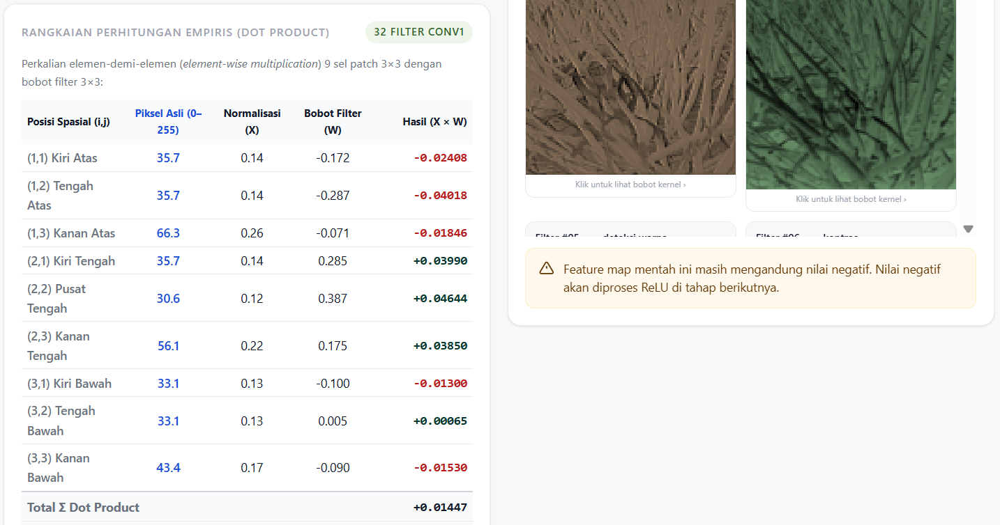 RANGKAIAN PERHITUNGAN EMPIRIS (DOT PRODUCT)
32 FILTER CONV1
Perkalian elemen-demi-elemen (element-wise multiplication) 9 sel patch 3×3 dengan
bobot filter 3×3:
Posisi Spasial (i,j) Piksel Asli (0–255) Normalisasi (X) Bobot Filter (W) Hasil (X × W)
(1,1) Kiri Atas 35.7 0.14 -0.172 -0.02408
(1,2) Tengah Atas 35.7 0.14 -0.287 -0.04018
(1,3) Kanan Atas 66.3 0.26 -0.071 -0.01846
(2,1) Kiri Tengah 35.7 0.14 0.285 +0.03990
(2,2) Pusat Tengah 30.6 0.12 0.387 +0.04644
(2,3) Kanan Tengah 56.1 0.22 0.175 +0.03850
(3,1) Kiri Bawah 33.1 0.13 -0.100 -0.01300
(3,2) Tengah Bawah 33.1 0.13 0.005 +0.00065
(3,3) Kanan Bawah 43.4 0.17 -0.090 -0.01530
Total Σ Dot Product +0.01447
Klik untuk lihat bobot kernel ›
Klik untuk lihat bobot kernel ›
Feature map mentah ini masih mengandung nilai negatif. Nilai negatif
akan diproses ReLU di tahap berikutnya.